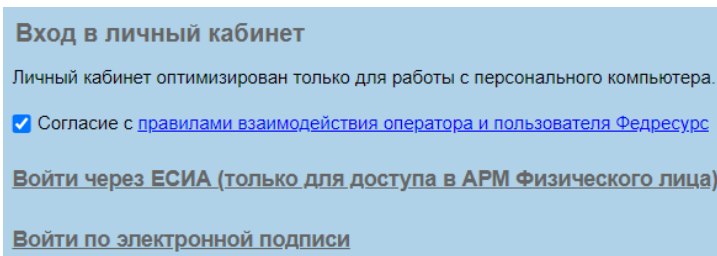 Вход в личный кабинет
Личный кабинет оптимизирован только для работы с персонального компьютера.
Согласие с правилами взаимодействия оператора и пользователя Федресурс
Войти через ЕСИА (только для доступа в АРМ Физического лица)
Войти по электронной подписи